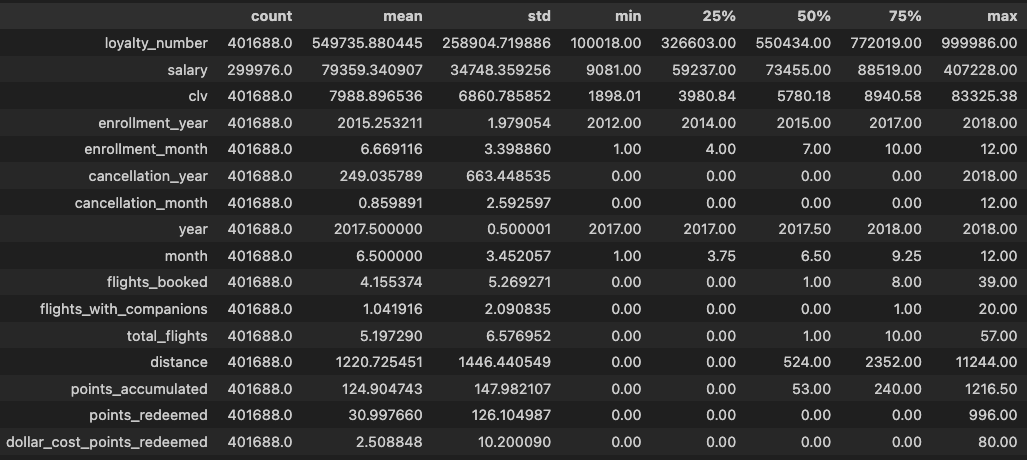 count mean std min 25% 50% 75% max
loyalty_number 401688.0 549735.880445 258904.719886 100018.00 326603.00 550434.00 772019.00 999986.00
salary 299976.0 79359.340907 34748.359256 9081.00 59237.00 73455.00 88519.00 407228.00
clv 401688.0 7988.896536 6860.785852 1898.01 3980.84 5780.18 8940.58 83325.38
enrollment_year 401688.0 2015.253211 1.979054 2012.00 2014.00 2015.00 2017.00 2018.00
enrollment_month 401688.0 6.669116 3.398860 1.00 4.00 7.00 10.00 12.00
cancellation_year 401688.0 249.035789 663.448535 0.00 0.00 0.00 0.00 2018.00
cancellation_month 401688.0 0.859891 2.592597 0.00 0.00 0.00 0.00 12.00
year 401688.0 2017.500000 0.500001 2017.00 2017.00 2017.50 2018.00 2018.00
month 401688.0 6.500000 3.452057 1.00 3.75 6.50 9.25 12.00
flights_booked 401688.0 4.155374 5.269271 0.00 0.00 1.00 8.00 39.00
flights_with_companions 401688.0 1.041916 2.090835 0.00 0.00 0.00 1.00 20.00
total_flights 401688.0 5.197290 6.576952 0.00 0.00 1.00 10.00 57.00
distance 401688.0 1220.725451 1446.440549 0.00 0.00 524.00 2352.00 11244.00
points_accumulated 401688.0 124.904743 147.982107 0.00 0.00 53.00 240.00 1216.50
points_redeemed 401688.0 30.997660 126.104987 0.00 0.00 0.00 0.00 996.00
dollar_cost_points_redeemed 401688.0 2.508848 10.200090 0.00 0.00 0.00 0.00 80.00